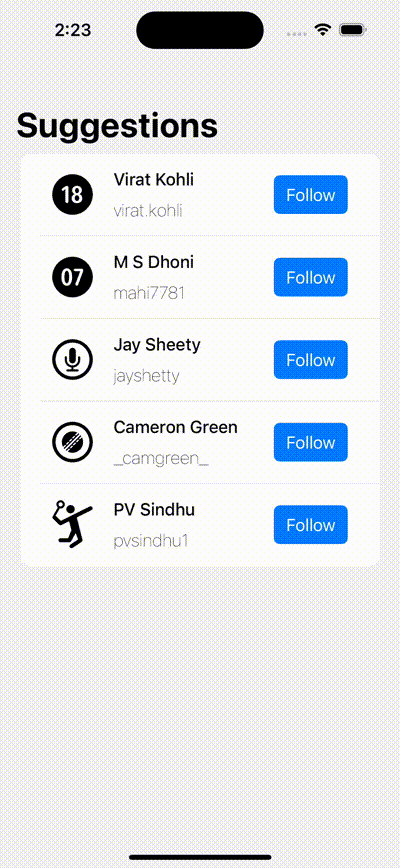 2:23
Suggestions
18
Virat Kohli
virat.kohli
Follow
07
M S Dhoni
mahi7781
Follow
Jay Sheety
jayshetty
Follow
Cameron Green
_camgreen_
Follow
PV Sindhu
pvsindhu1
Follow